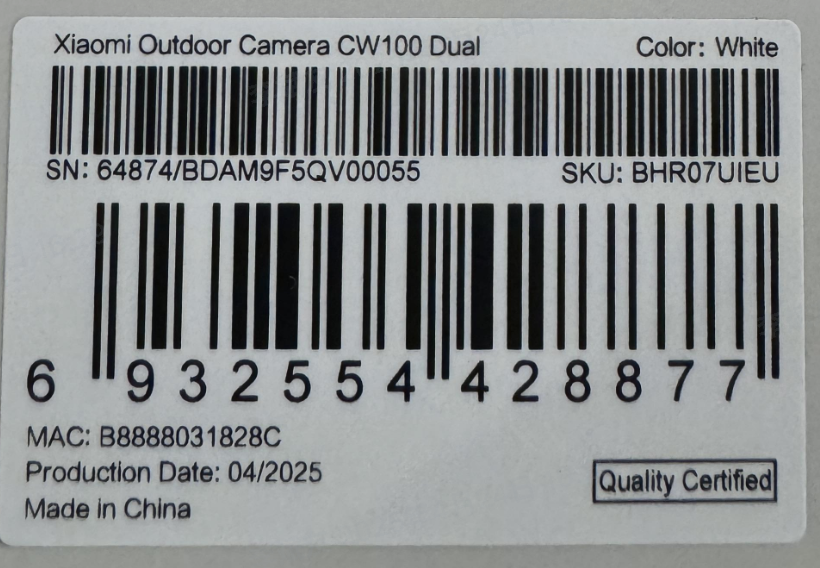 Xiaomi Outdoor Camera CW100 Dual Color: White
SN: 64874/BDAM9F5QV00055 SKU: BHR07UIEU
6 932554 428877
MAC: B8888031828C
Production Date: 04/2025
Made in China
Quality Certified